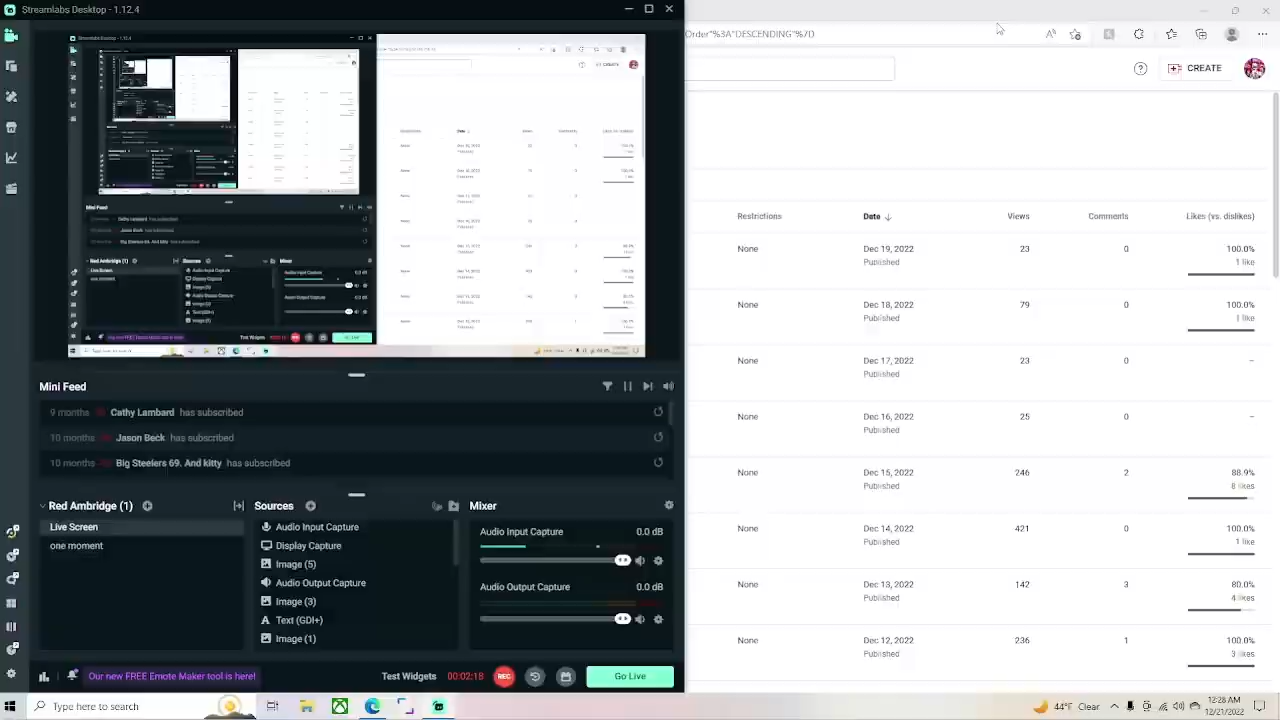 Streamlabs Desktop - 1.12.4
Order"%3A"DESCENDING"%7D
CREATE
Restrictions Date ↓ Views Comments Likes (vs. dislikes)
None Dec 19, 2022 23 0 100.0%
Published 1 like
None Dec 18, 2022 79 0 100.0%
Published 1 like
None Dec 17, 2022 23 0 –
Published
None Dec 16, 2022 25 0 –
Published
None Dec 15, 2022 246 2 88.9%
Published 8 likes
None Dec 14, 2022 421 0 100.0%
Published 1 like
None Dec 13, 2022 142 3 80.0%
Published 4 likes
None Dec 12, 2022 236 1 100.0%
Published 3 likes
Mini Feed
9 months Cathy Lambard has subscribed
10 months Jason Beck has subscribed
10 months Big Steelers 69. And kitty has subscribed
Red Ambridge (1)
Live Screen
one moment
Sources
Audio Input Capture
Display Capture
Image (5)
Audio Output Capture
Image (3)
Text (GDI+)
Image (1)
Mixer
Audio Input Capture 0.0 dB
Audio Output Capture 0.0 dB
Our new FREE Emote Maker tool is here!
Test Widgets 00:02:18 REC Go Live
Type here to search
12/20/2022